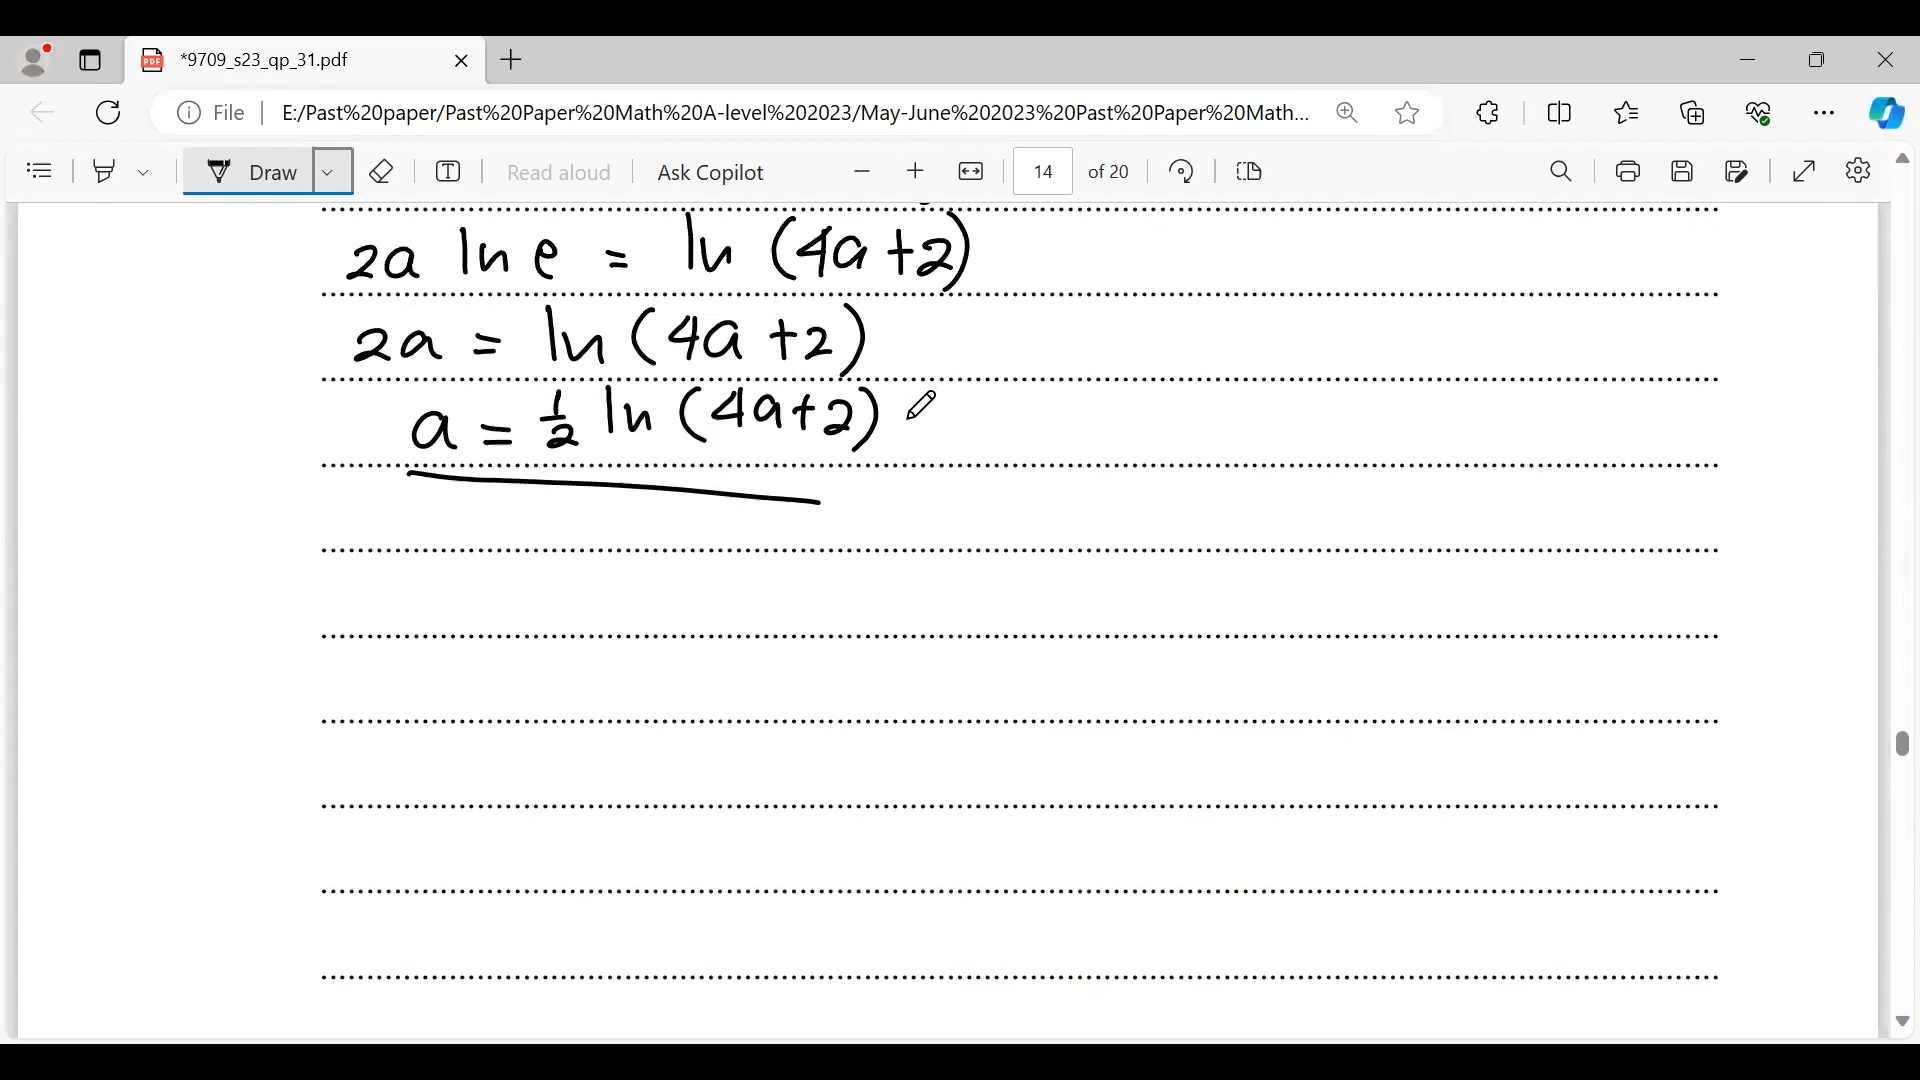 *9709_s23_qp_31.pdf
File E:/Past%20paper/Past%20Paper%20Math%20A-level%202023/May-June%202023%20Past%20Paper%20Math...
Draw Read aloud Ask Copilot 14 of 20
2a ln e = ln (4a+2)
2a = ln (4a+2)
a = 1/2 ln (4a+2)